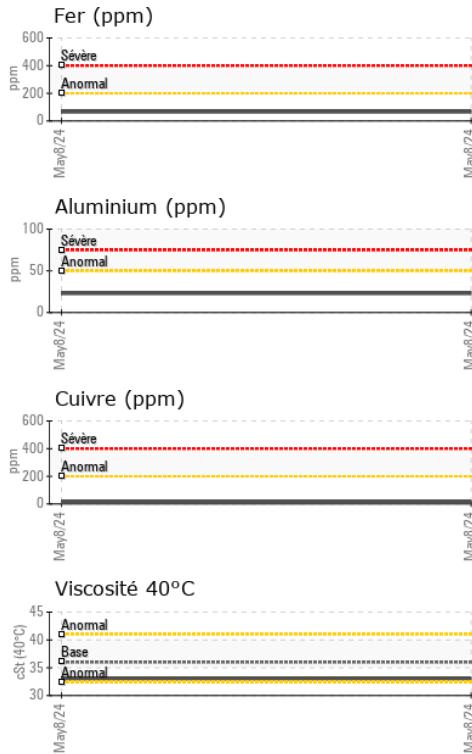 Fer (ppm)
600
Sévère
400
ppm
Anormal
200
0
May8/24
May8/24
Aluminium (ppm)
100
Sévère
ppm
Anormal
50
0
May8/24
May8/24
Cuivre (ppm)
600
Sévère
400
ppm
Anormal
200
0
May8/24
May8/24
Viscosité 40°C
45
Anormal
40
cSt (40°C)
Base
35
Anormal
30
May8/24
May8/24